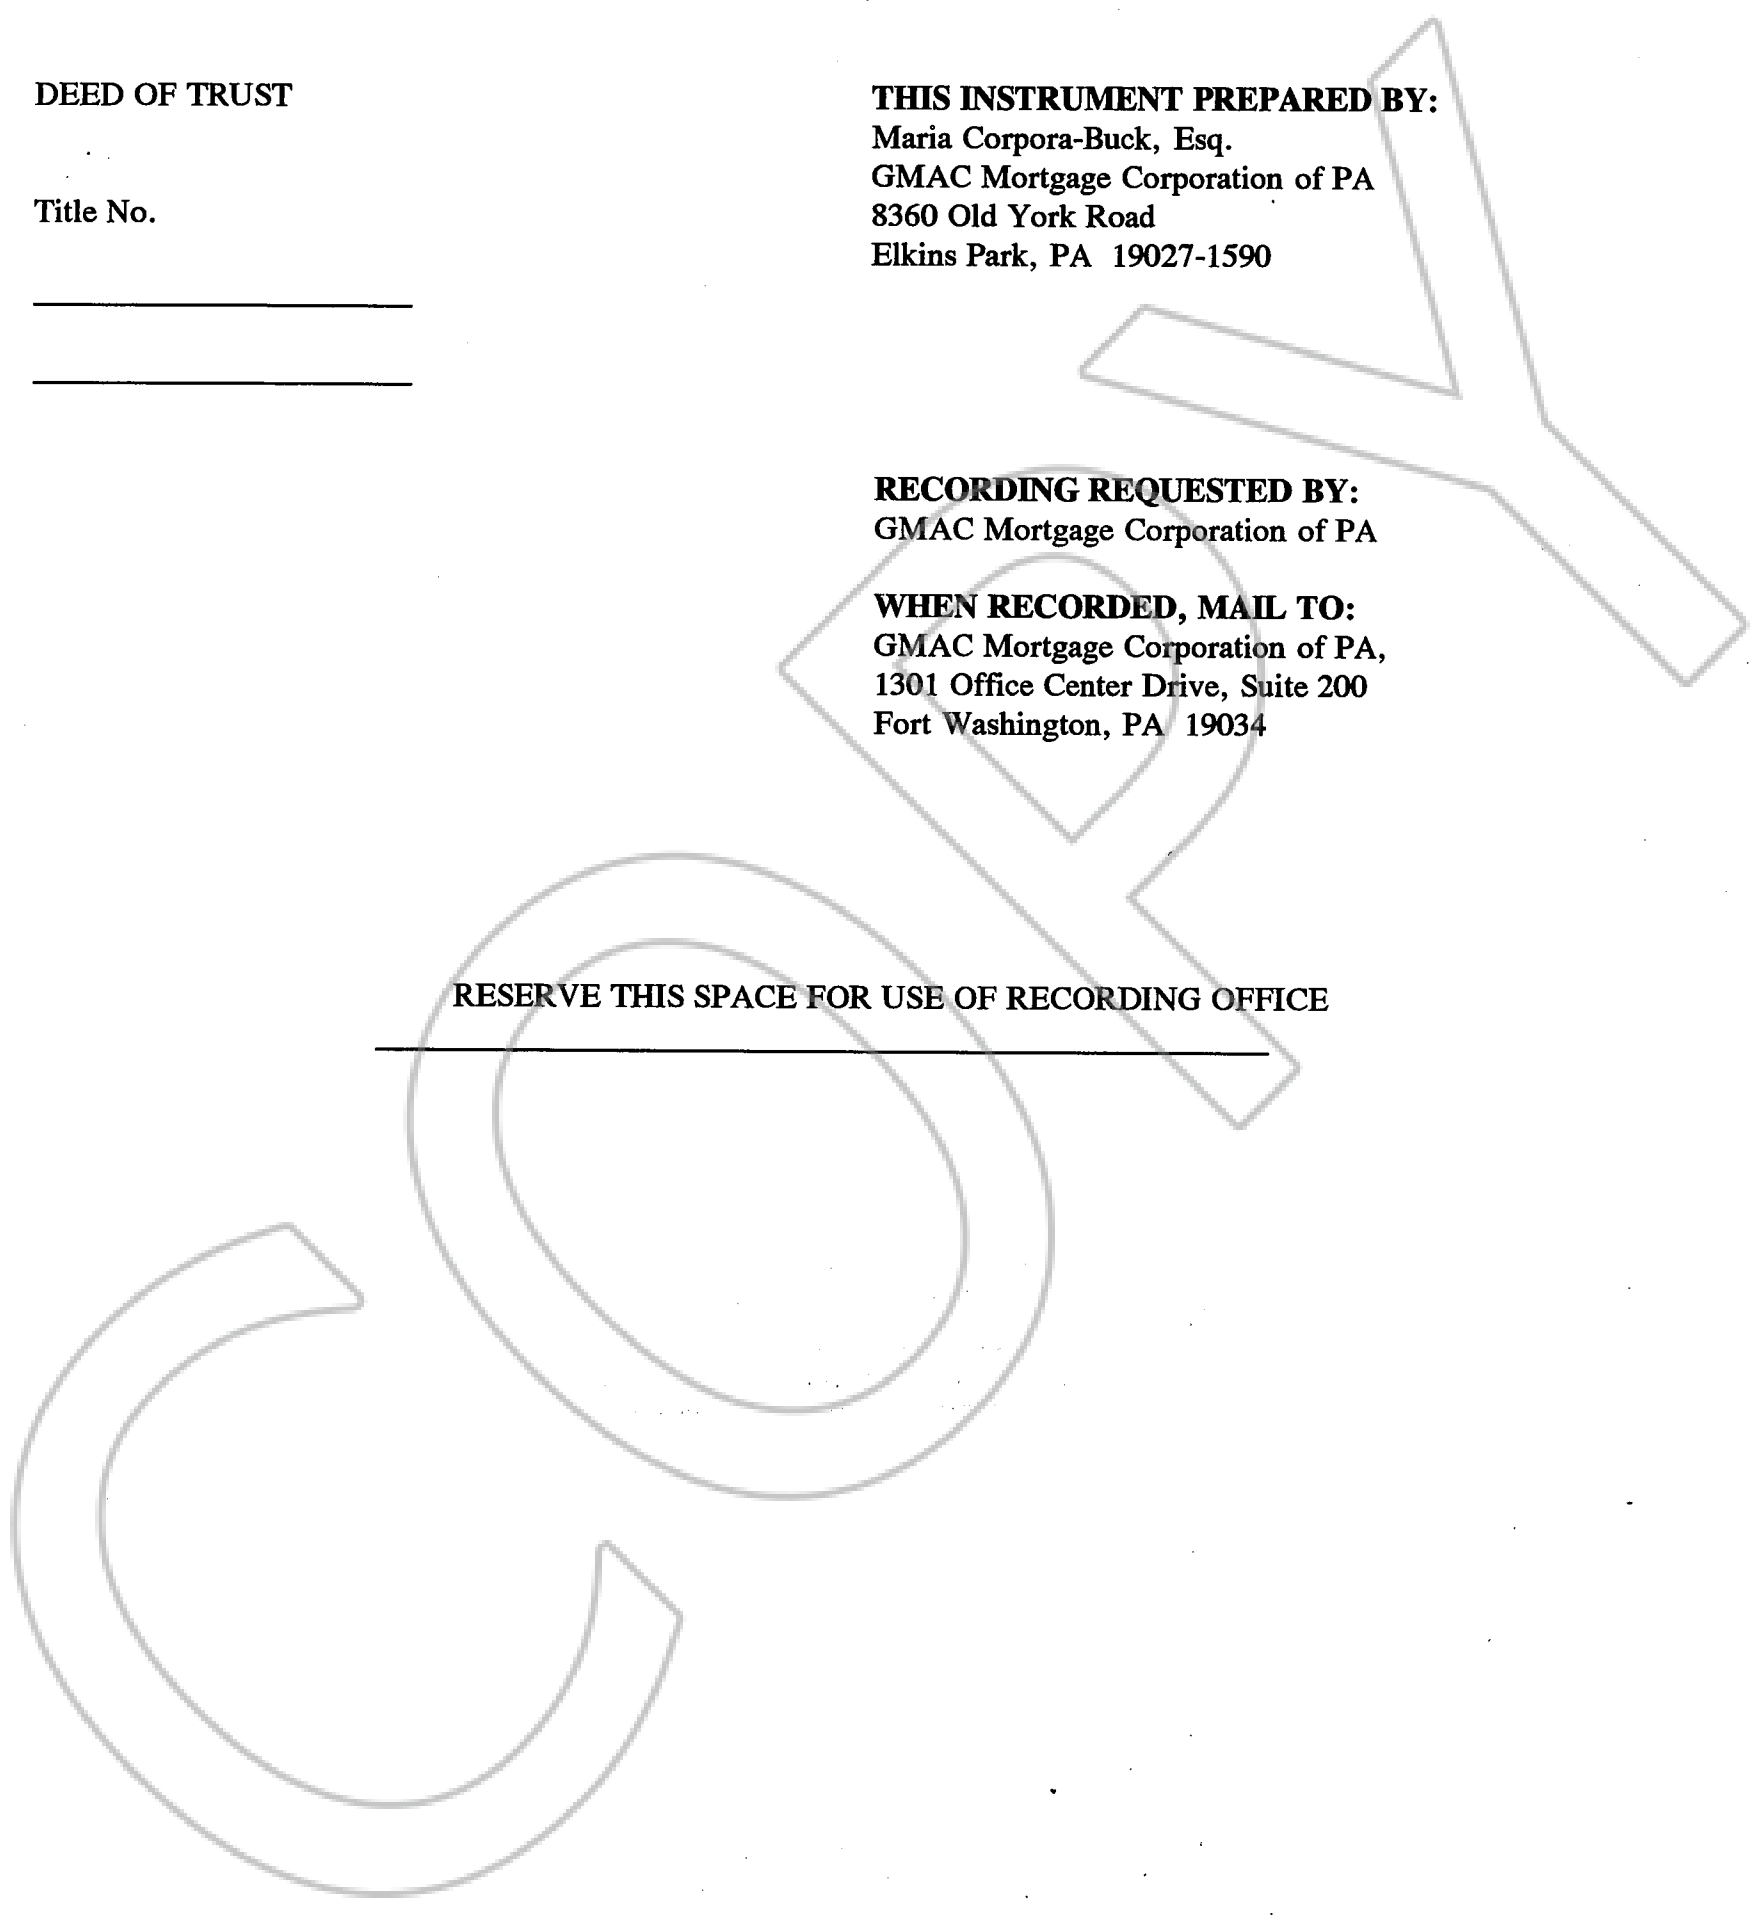 DEED OF TRUST
Title No.
THIS INSTRUMENT PREPARED BY:
Maria Corpora-Buck, Esq.
GMAC Mortgage Corporation of PA
8360 Old York Road
Elkins Park, PA 19027-1590
RECORDING REQUESTED BY:
GMAC Mortgage Corporation of PA
WHEN RECORDED, MAIL TO:
GMAC Mortgage Corporation of PA,
1301 Office Center Drive, Suite 200
Fort Washington, PA 19034
RESERVE THIS SPACE FOR USE OF RECORDING OFFICE
COPY